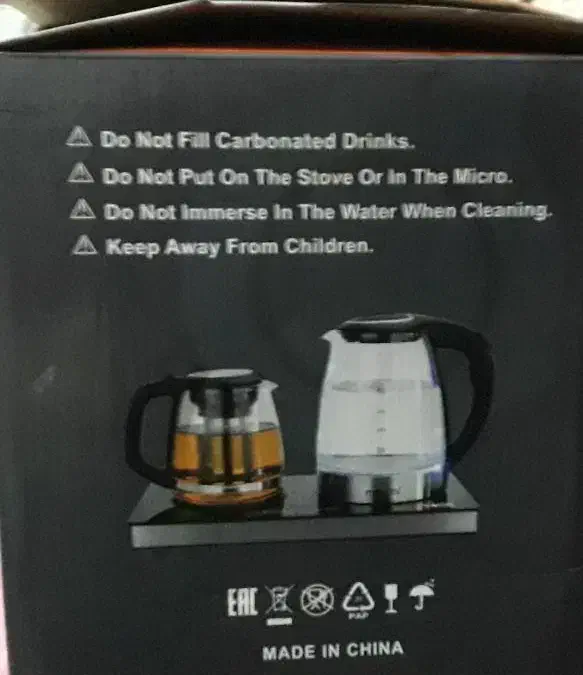 Do Not Fill Carbonated Drinks.
Do Not Put On The Stove Or In The Micro.
Do Not Immerse In The Water When Cleaning.
Keep Away From Children.
EAC
PAP
MADE IN CHINA